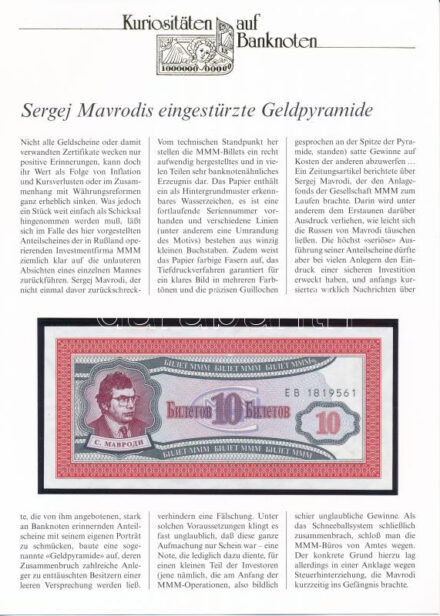 Kuriositäten auf
Banknoten
1000000
Sergej Mavrodis eingestürzte Geldpyramide
Nicht alle Geldscheine oder damit
verwandten Zertifikate wecken nur
positive Erinnerungen, kann doch
ihr Wert als Folge von Inflation
und Kursverlusten oder im Zusam-
menhang mit Währungsreformen
ganz erheblich sinken. Was jedoch
ein Stück weit einfach als Schicksal
hingenommen werden muß, läßt
sich im Falle des hier vorgestellten
Anteilscheines der in Rußland ope-
rierenden Investmentfirma MMM
ziemlich klar auf die unlauteren
Absichten eines einzelnen Mannes
zurückführen. Sergej Mavrodi, der
nicht einmal davor zurückschreck-
te, die von ihm angebotenen, stark
an Banknoten erinnernden Anteil-
scheine mit seinem eigenen Porträt
zu schmücken, baute eine soge-
nannte «Geldpyramide» auf, deren
Zusammenbruch zahlreiche Anle-
ger zu enttäuschten Besitzern einer
leeren Versprechung werden ließ.
Vom technischen Standpunkt her
stellen die MMM-Billets ein recht
aufwendig hergestelltes und in vie-
len Teilen sehr banknotenähnliches
Erzeugnis dar. Das Papier enthält
ein als Hintergrundmuster erkenn-
bares Wasserzeichen, es ist eine
fortlaufende Seriennummer vor-
handen und verschiedene Linien
(unter anderem eine Umrandung
des Motivs) bestehen aus winzig
kleinen Buchstaben. Zudem weist
das Papier farbige Fasern auf, das
Tiefdruckverfahren garantiert für
ein klares Bild in mehreren Farb-
tönen und die präzisen Guillochen
verhindern eine Fälschung. Unter
solchen Voraussetzungen klingt es
fast unglaublich, daß diese ganze
Aufmachung nur Schein war – eine
Note, die lediglich dazu diente, für
einen kleinen Teil der Investoren
(jene nämlich, die am Anfang der
MMM-Operationen, also bildlich
gesprochen an der Spitze der Pyra-
mide, standen) satte Gewinne auf
Kosten der anderen abzuwerfen ...
Ein Zeitungsartikel berichtete über
Sergej Mavrodi, der den Anlage-
fonds der Gesellschaft MMM zum
Laufen brachte. Darin wird unter
anderem dem Erstaunen darüber
Ausdruck verliehen, wie leicht sich
die Russen von Mavrodi täuschen
ließen. Die höchst «seriöse» Aus-
führung seiner Anteilscheine dürfte
aber bei vielen Anlegern den Ein-
druck einer sicheren Investition
erweckt haben, und anfangs kur-
sierten wirklich Nachrichten über
schier unglaubliche Gewinne. Als
das Schneeballsystem schließlich
zusammenbrach, schloß man die
MMM-Büros von Amtes wegen.
Der konkrete Grund hierzu lag
allerdings in einer Anklage wegen
Steuerhinterziehung, die Mavrodi
kurzzeitig ins Gefängnis brachte.
БИЛЕТ МММ БИЛЕТ МММ БИЛЕТ МММ БИЛЕТ МММ
ЕВ 1819561
Билетов 10 Билетов
10
С. МАВРОДИ